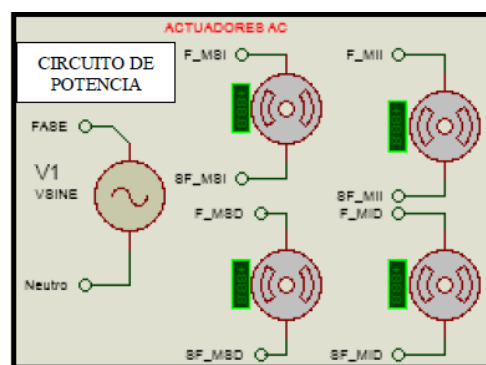 ACTUADORES AC
CIRCUITO DE
POTENCIA
F_MSI
F_MII
FASE
V1
VSINE
SF_MSI
SF_MII
F_MSD
F_MID
Neutro
SF_MSD
SF_MID